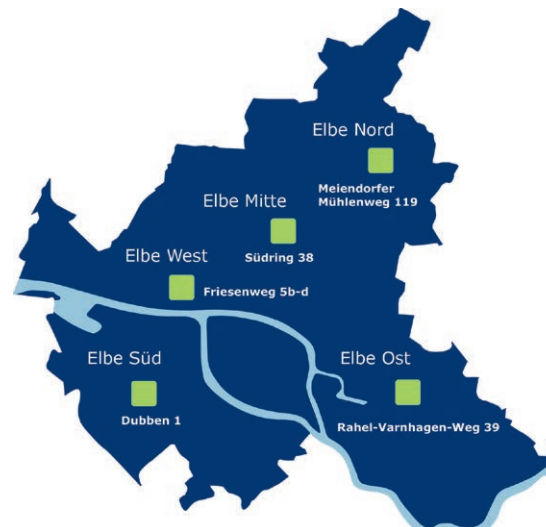 Elbe Nord
Meiendorfer
Mühlenweg 119
Elbe Mitte
Südring 38
Elbe West
Friesenweg 5b-d
Elbe Süd
Dubben 1
Elbe Ost
Rahel-Varnhagen-Weg 39